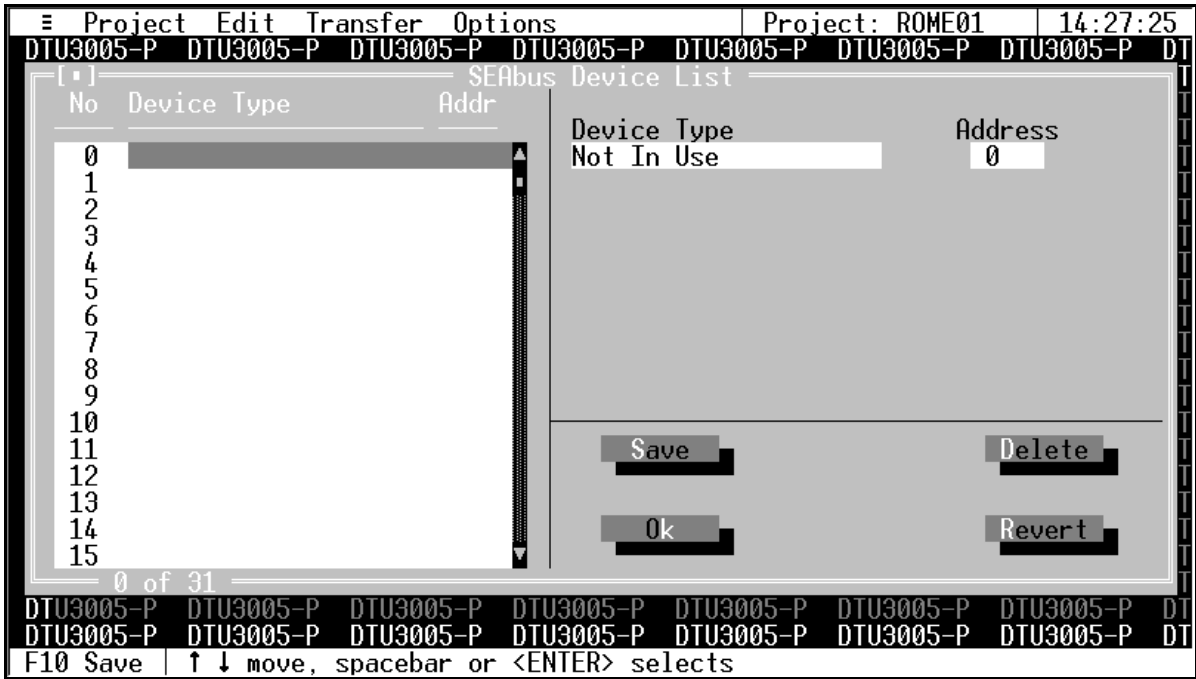 ≡ Project Edit Transfer Options Project: ROME01 14:27:25
DTU3005-P DTU3005-P DTU3005-P DTU3005-P DTU3005-P DTU3005-P DTU3005-P DT
[▪] SEAbus Device List
No Device Type Addr
Device Type Address
0 Not In Use 0
1
2
3
4
5
6
7
8
9
10
11 Save Delete
12
13
14 Ok Revert
15
0 of 31
DTU3005-P DTU3005-P DTU3005-P DTU3005-P DTU3005-P DTU3005-P DTU3005-P DT
DTU3005-P DTU3005-P DTU3005-P DTU3005-P DTU3005-P DTU3005-P DTU3005-P DT
F10 Save ↑ ↓ move, spacebar or <ENTER> selects